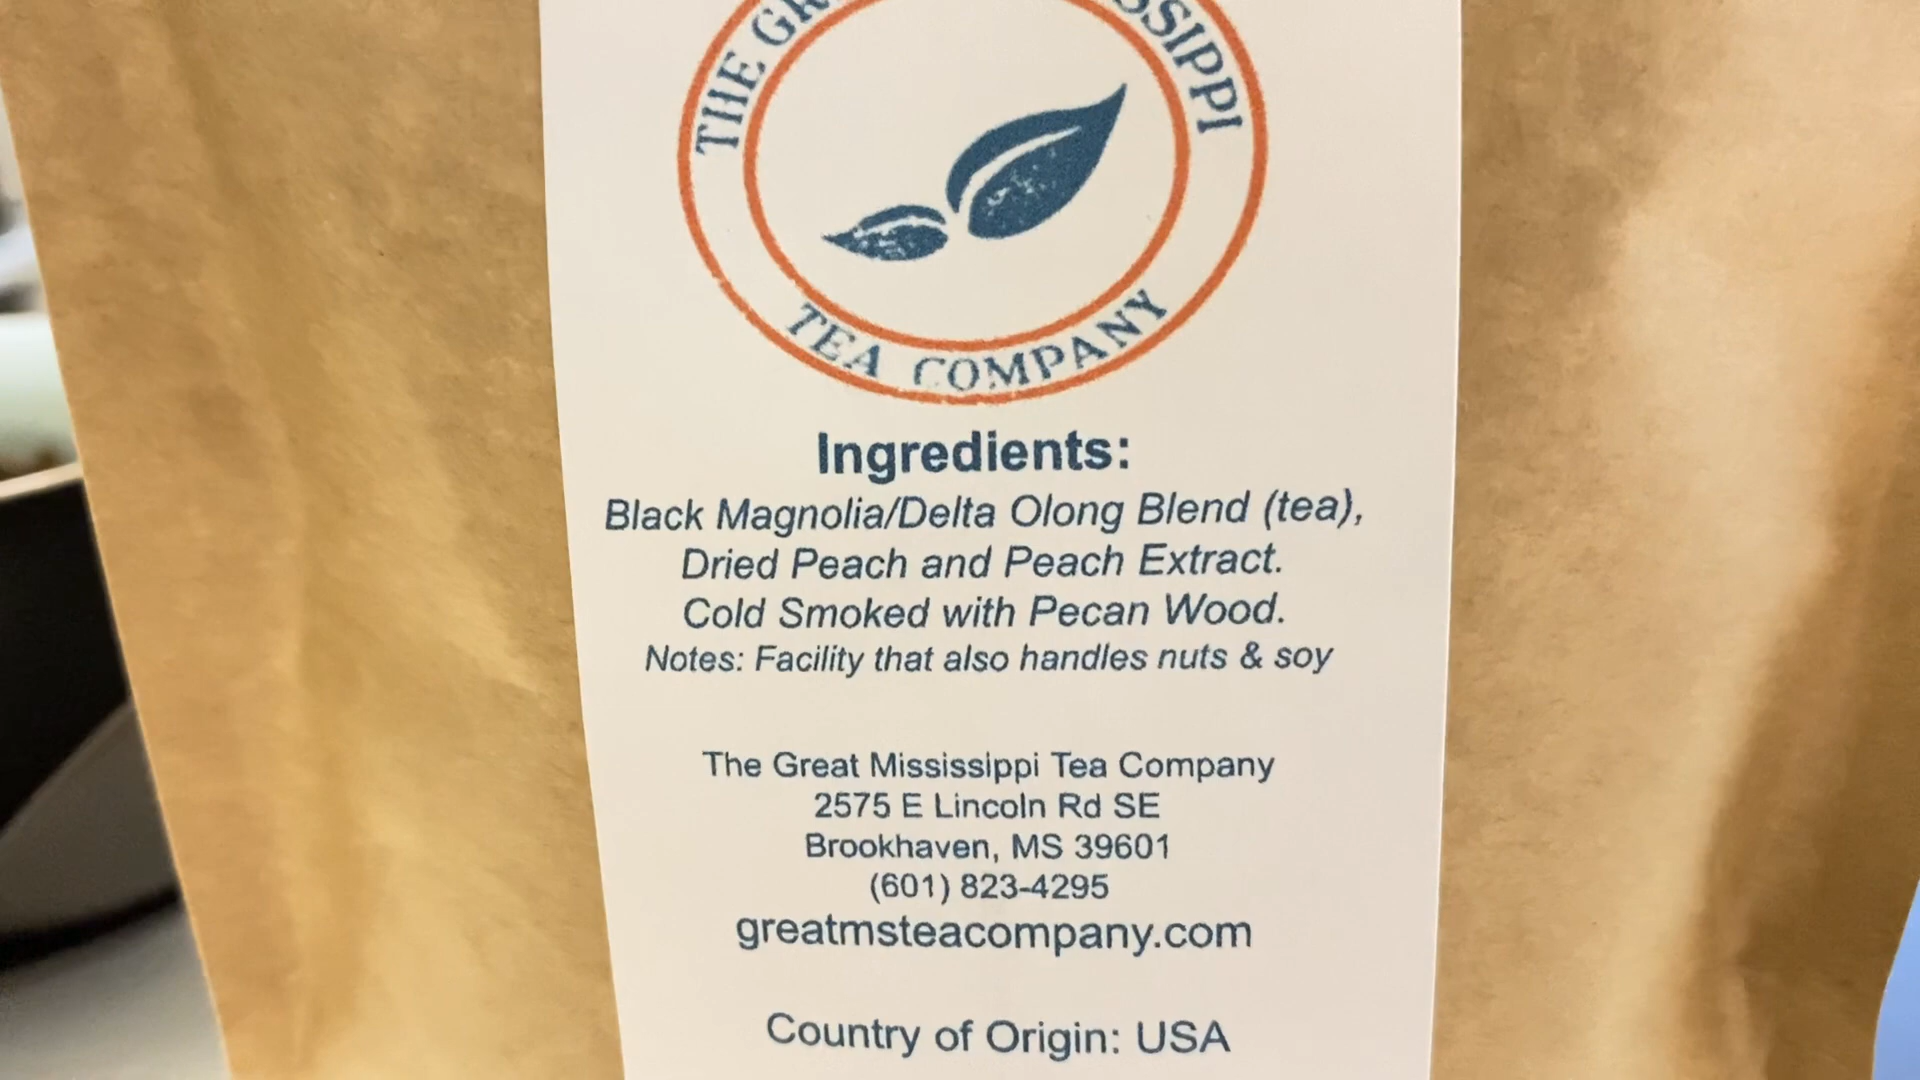 THE
SSIPPI
TEA COMPANY
Ingredients:
Black Magnolia/Delta Olong Blend (tea),
Dried Peach and Peach Extract.
Cold Smoked with Pecan Wood.
Notes: Facility that also handles nuts & soy
The Great Mississippi Tea Company
2575 E Lincoln Rd SE
Brookhaven, MS 39601
(601) 823-4295
greatmsteacompany.com
Country of Origin: USA